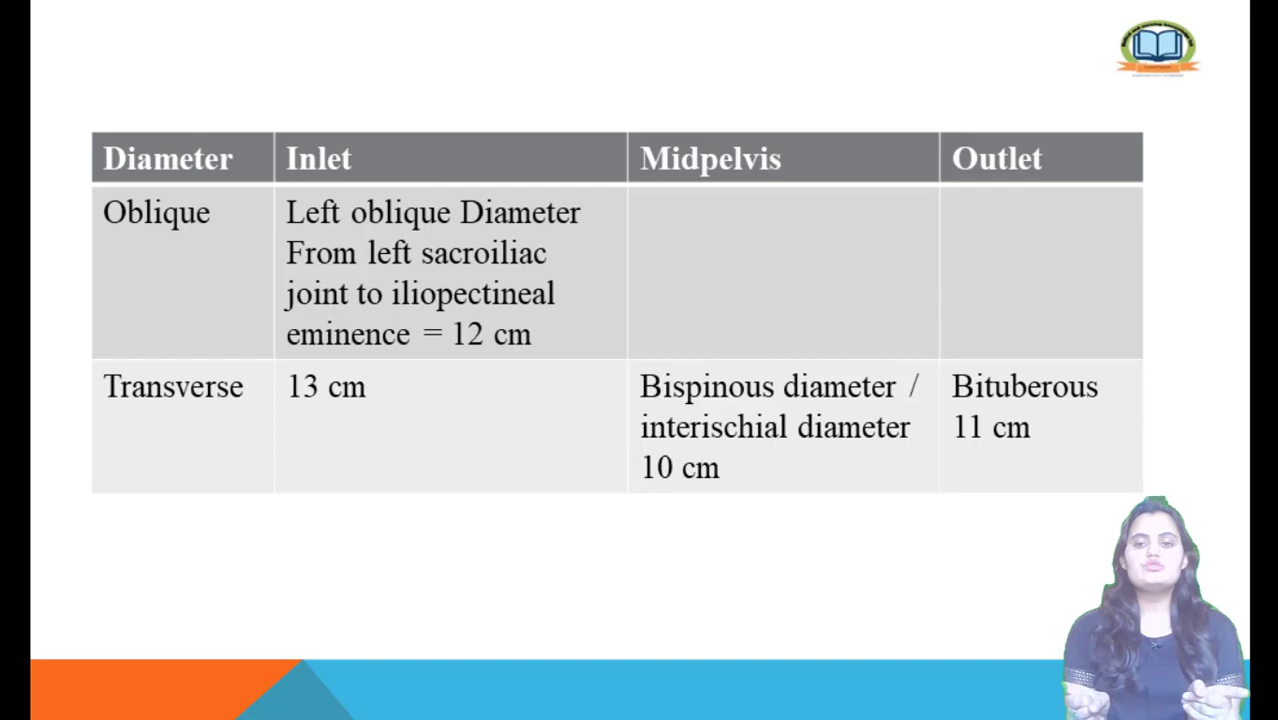 Diameter Inlet Midpelvis Outlet
Oblique Left oblique Diameter
From left sacroiliac
joint to iliopectineal
eminence = 12 cm
Transverse 13 cm Bispinous diameter / Bituberous
interischial diameter 11 cm
10 cm